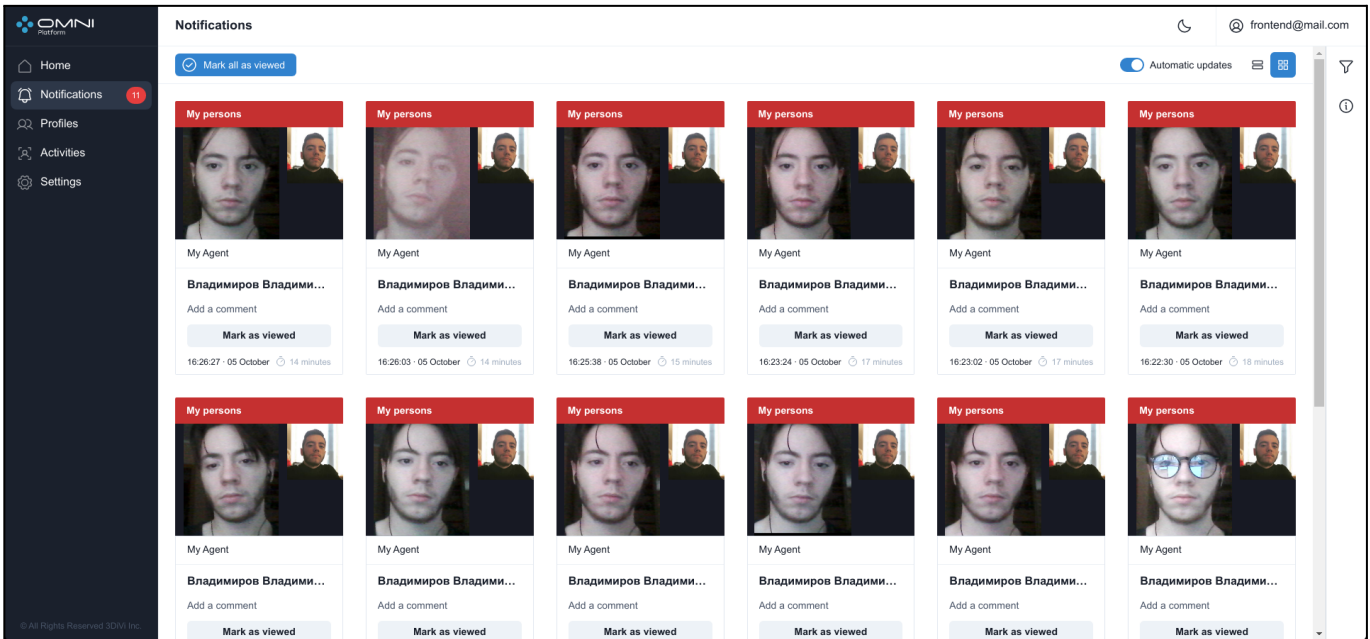 OMNI
Platform
Notifications
frontend@mail.com
Home
Notifications 11
Profiles
Activities
Settings
Mark all as viewed
Automatic updates
My persons My persons My persons My persons My persons My persons
My Agent My Agent My Agent My Agent My Agent My Agent
Владимиров Владими... Владимиров Владими... Владимиров Владими... Владимиров Владими... Владимиров Владими... Владимиров Владими...
Add a comment Add a comment Add a comment Add a comment Add a comment Add a comment
Mark as viewed Mark as viewed Mark as viewed Mark as viewed Mark as viewed Mark as viewed
16:26:27 · 05 October 14 minutes 16:26:03 · 05 October 14 minutes 16:25:38 · 05 October 15 minutes 16:23:24 · 05 October 17 minutes 16:23:02 · 05 October 17 minutes 16:22:30 · 05 October 18 minutes
My persons My persons My persons My persons My persons My persons
My Agent My Agent My Agent My Agent My Agent My Agent
Владимиров Владими... Владимиров Владими... Владимиров Владими... Владимиров Владими... Владимиров Владими... Владимиров Владими...
Add a comment Add a comment Add a comment Add a comment Add a comment Add a comment
Mark as viewed Mark as viewed Mark as viewed Mark as viewed Mark as viewed Mark as viewed
© All Rights Reserved 3DiVi Inc.